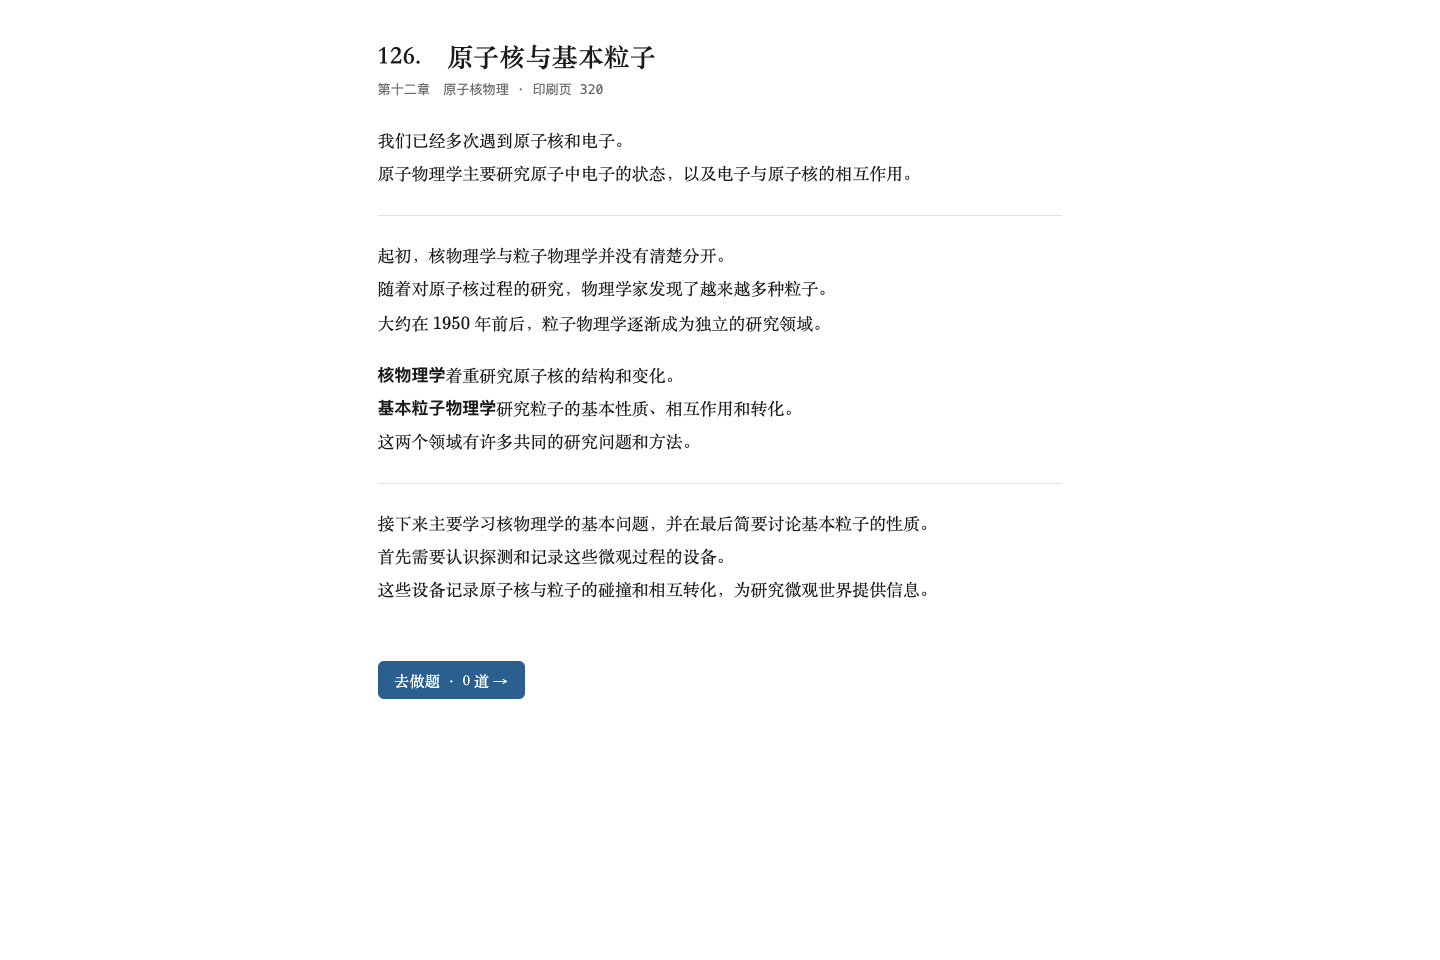 126.　原子核与基本粒子
第十二章　原子核物理 · 印刷页 320
我们已经多次遇到原子核和电子。
原子物理学主要研究原子中电子的状态，以及电子与原子核的相互作用。
起初，核物理学与粒子物理学并没有清楚分开。
随着对原子核过程的研究，物理学家发现了越来越多种粒子。
大约在 1950 年前后，粒子物理学逐渐成为独立的研究领域。
核物理学着重研究原子核的结构和变化。
基本粒子物理学研究粒子的基本性质、相互作用和转化。
这两个领域有许多共同的研究问题和方法。
接下来主要学习核物理学的基本问题，并在最后简要讨论基本粒子的性质。
首先需要认识探测和记录这些微观过程的设备。
这些设备记录原子核与粒子的碰撞和相互转化，为研究微观世界提供信息。
去做题 · 0 道 →